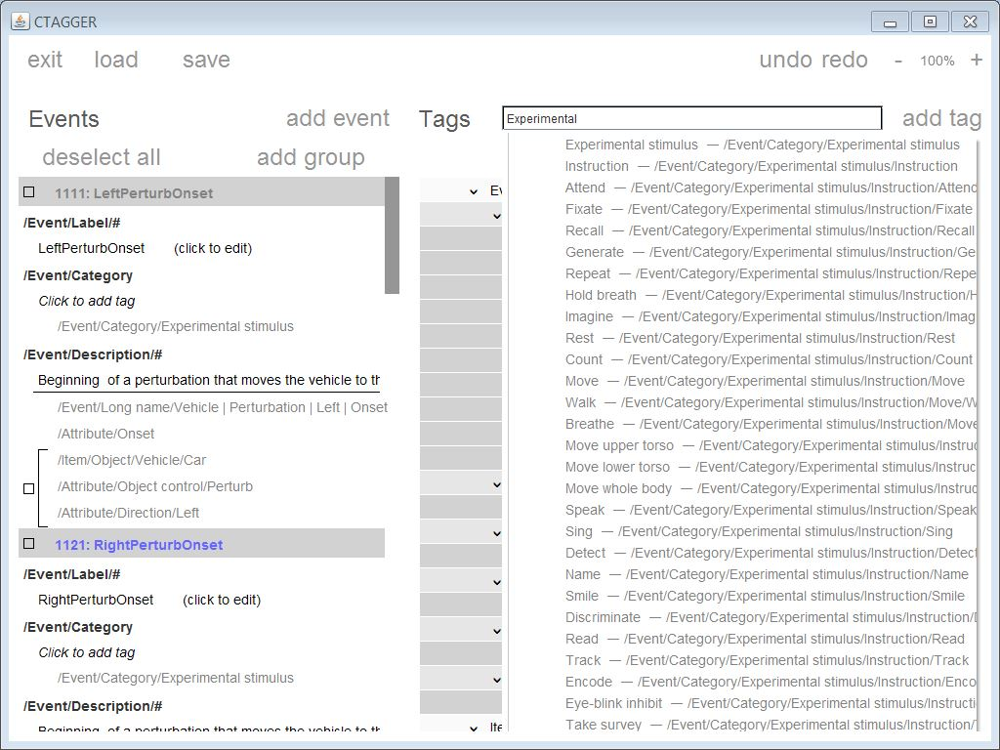 CTAGGER
exit load save undo redo - 100% +
Events add event Tags Experimental add tag
deselect all add group
1111: LeftPerturbOnset
/Event/Label/#
LeftPerturbOnset (click to edit)
/Event/Category
Click to add tag
/Event/Category/Experimental stimulus
/Event/Description/#
Beginning of a perturbation that moves the vehicle to th
/Event/Long name/Vehicle | Perturbation | Left | Onset
/Attribute/Onset
/Item/Object/Vehicle/Car
/Attribute/Object control/Perturb
/Attribute/Direction/Left
1121: RightPerturbOnset
/Event/Label/#
RightPerturbOnset (click to edit)
/Event/Category
Click to add tag
/Event/Category/Experimental stimulus
/Event/Description/#
Beginning of a perturbation that moves the vehicle to th
Ev
Ite
Experimental stimulus — /Event/Category/Experimental stimulus
Instruction — /Event/Category/Experimental stimulus/Instruction
Attend — /Event/Category/Experimental stimulus/Instruction/Attend
Fixate — /Event/Category/Experimental stimulus/Instruction/Fixate
Recall — /Event/Category/Experimental stimulus/Instruction/Recall
Generate — /Event/Category/Experimental stimulus/Instruction/Ge
Repeat — /Event/Category/Experimental stimulus/Instruction/Repe
Hold breath — /Event/Category/Experimental stimulus/Instruction/H
Imagine — /Event/Category/Experimental stimulus/Instruction/Imag
Rest — /Event/Category/Experimental stimulus/Instruction/Rest
Count — /Event/Category/Experimental stimulus/Instruction/Count
Move — /Event/Category/Experimental stimulus/Instruction/Move
Walk — /Event/Category/Experimental stimulus/Instruction/Move/W
Breathe — /Event/Category/Experimental stimulus/Instruction/Move
Move upper torso — /Event/Category/Experimental stimulus/Instruc
Move lower torso — /Event/Category/Experimental stimulus/Instruc
Move whole body — /Event/Category/Experimental stimulus/Instruc
Speak — /Event/Category/Experimental stimulus/Instruction/Speak
Sing — /Event/Category/Experimental stimulus/Instruction/Sing
Detect — /Event/Category/Experimental stimulus/Instruction/Detect
Name — /Event/Category/Experimental stimulus/Instruction/Name
Smile — /Event/Category/Experimental stimulus/Instruction/Smile
Discriminate — /Event/Category/Experimental stimulus/Instruction/D
Read — /Event/Category/Experimental stimulus/Instruction/Read
Track — /Event/Category/Experimental stimulus/Instruction/Track
Encode — /Event/Category/Experimental stimulus/Instruction/Enco
Eye-blink inhibit — /Event/Category/Experimental stimulus/Instructi
Take survey — /Event/Category/Experimental stimulus/Instruction/T